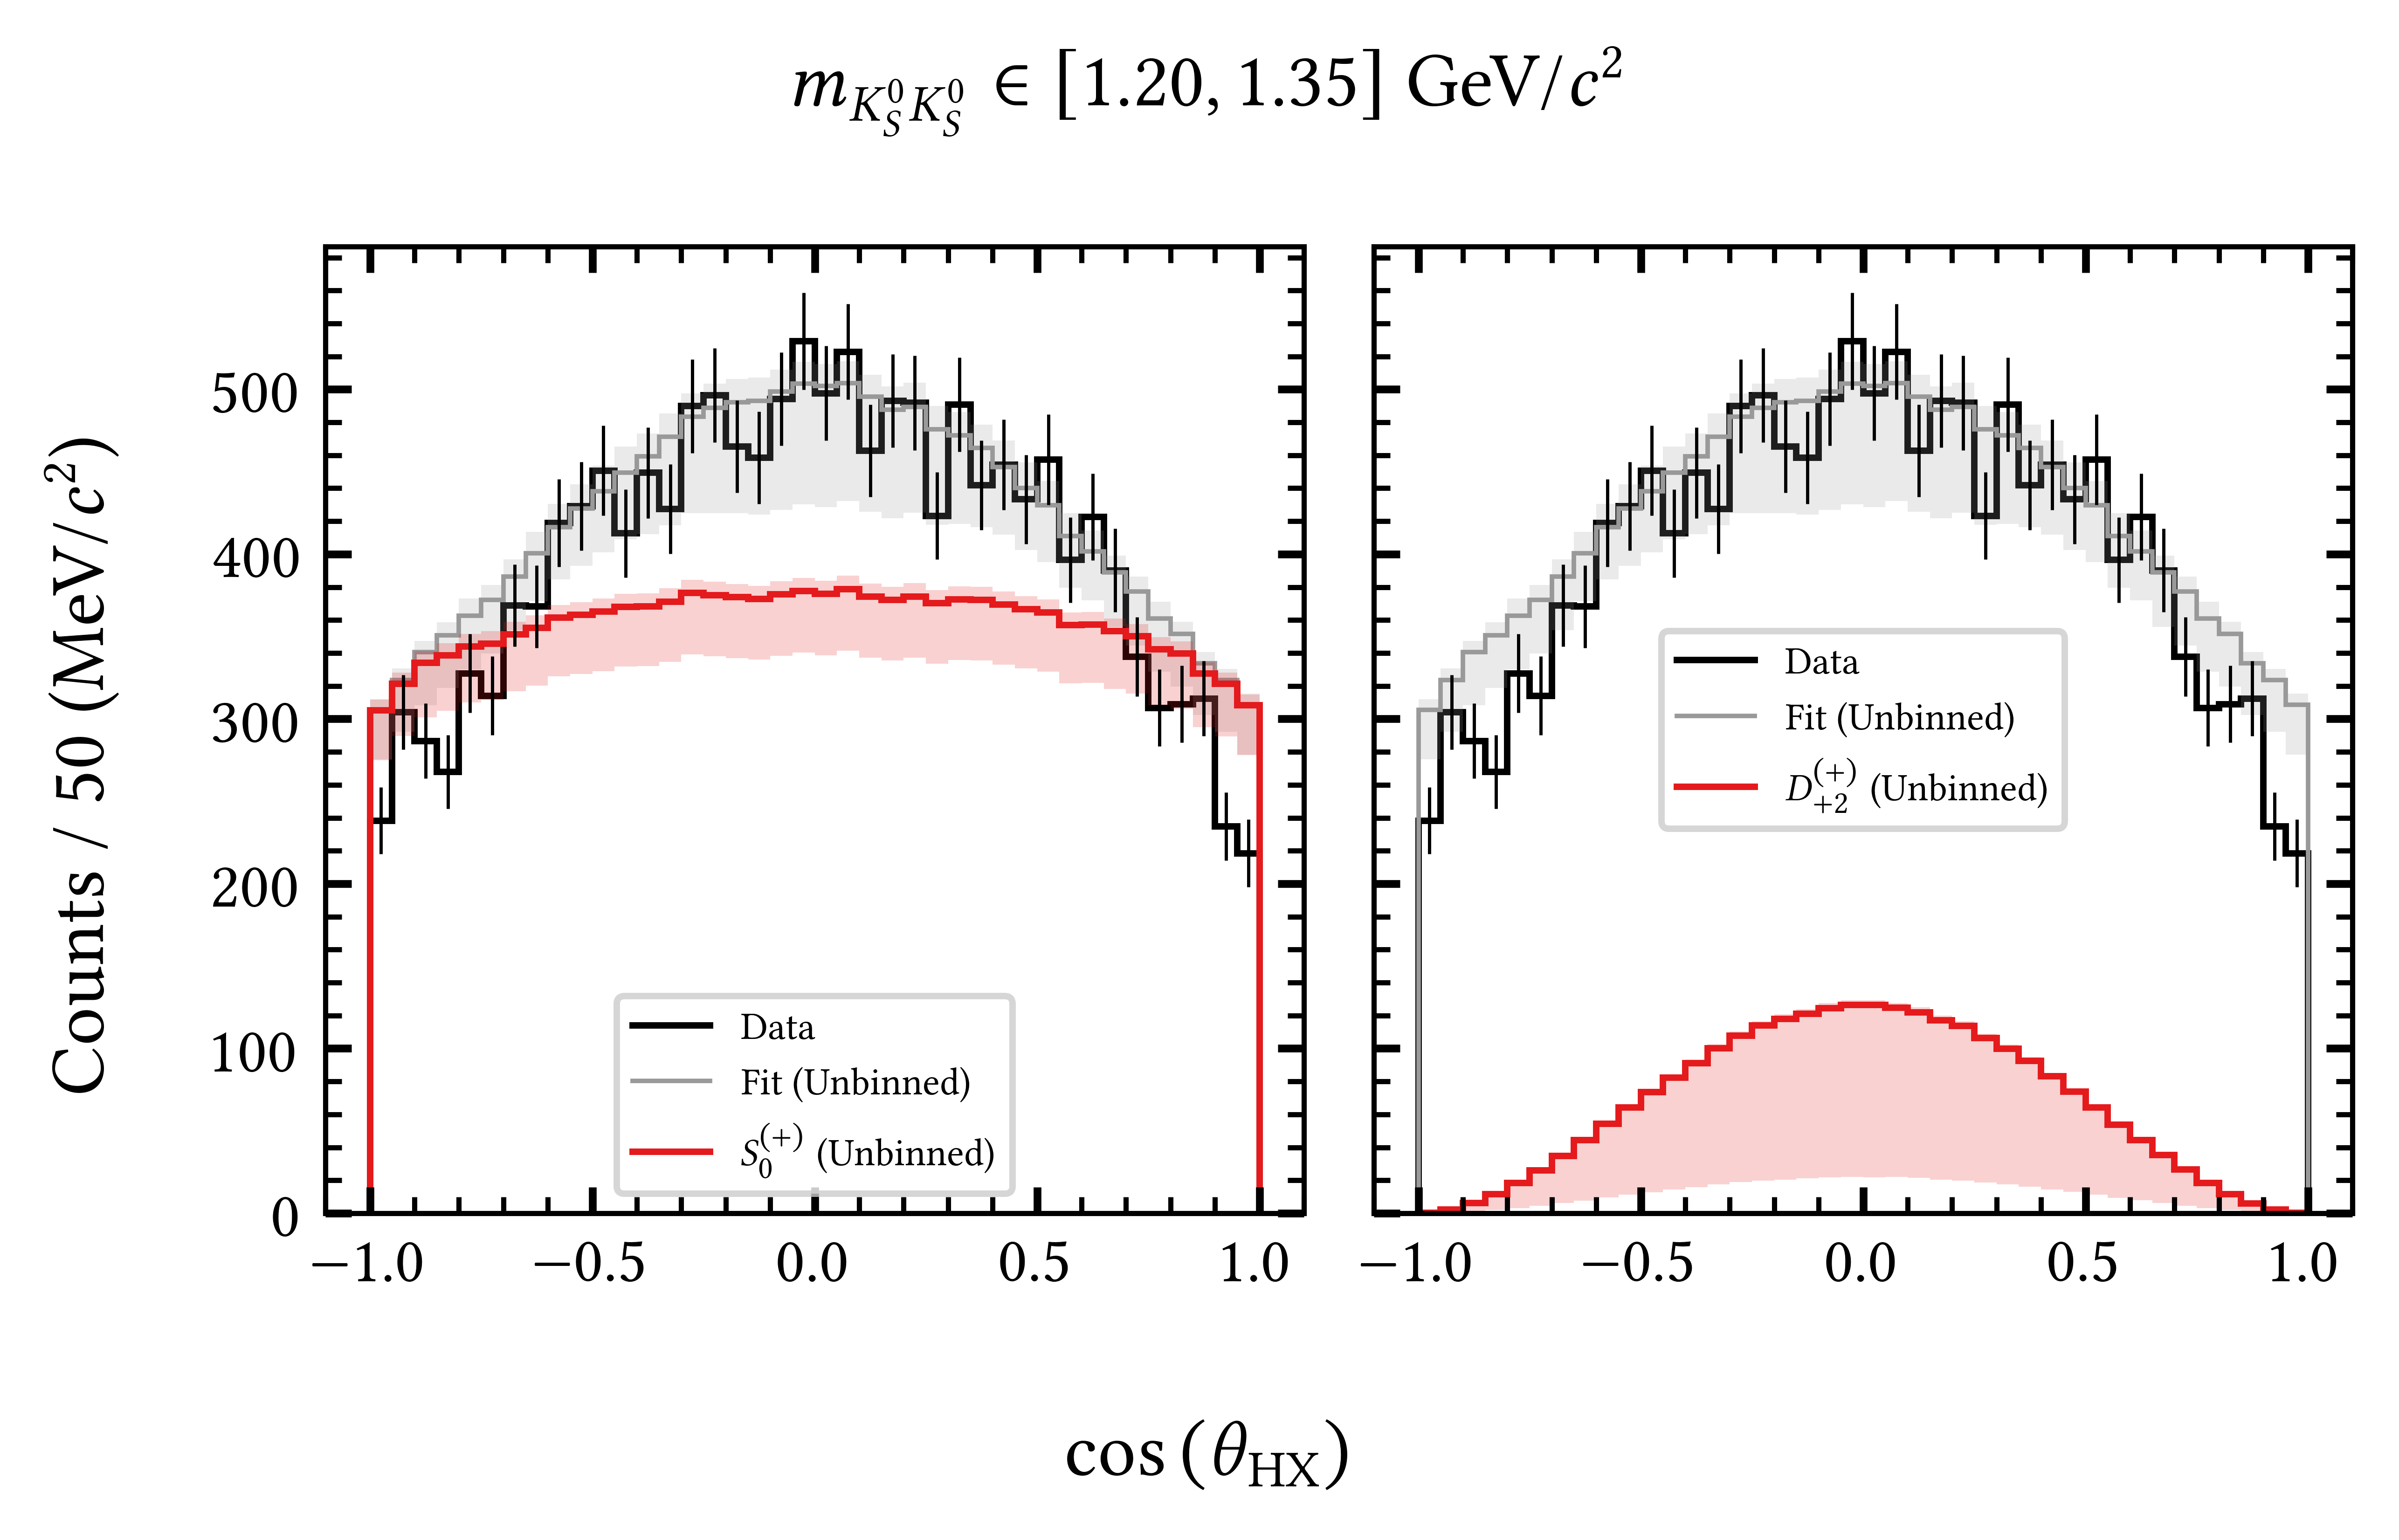 m_{K_S^0 K_S^0} ∈ [1.20, 1.35] GeV/c²
Counts / 50 (MeV/c²)
500
400
300
200
100
0
Data
Fit (Unbinned)
S_0^{(+)} (Unbinned)
Data
Fit (Unbinned)
D_{+2}^{(+)} (Unbinned)
−1.0 −0.5 0.0 0.5 1.0 −1.0 −0.5 0.0 0.5 1.0
cos (θ_HX)